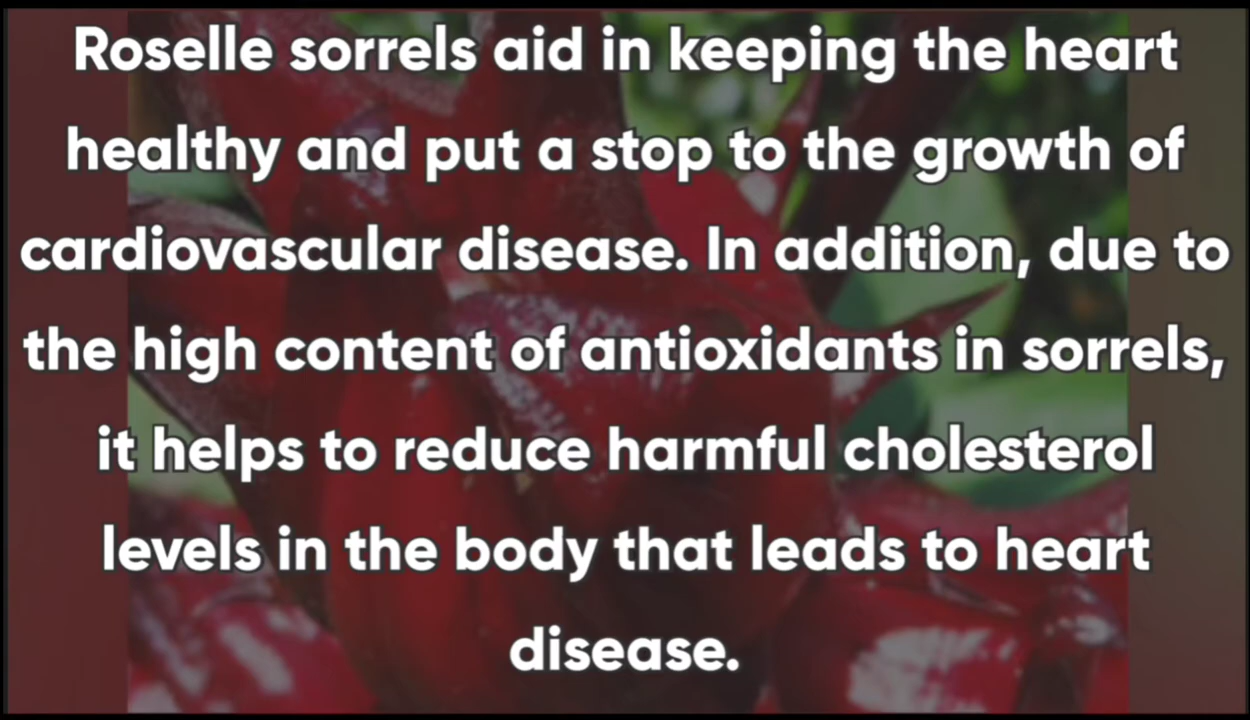 Roselle sorrels aid in keeping the heart
healthy and put a stop to the growth of
cardiovascular disease. In addition, due to
the high content of antioxidants in sorrels,
it helps to reduce harmful cholesterol
levels in the body that leads to heart
disease.